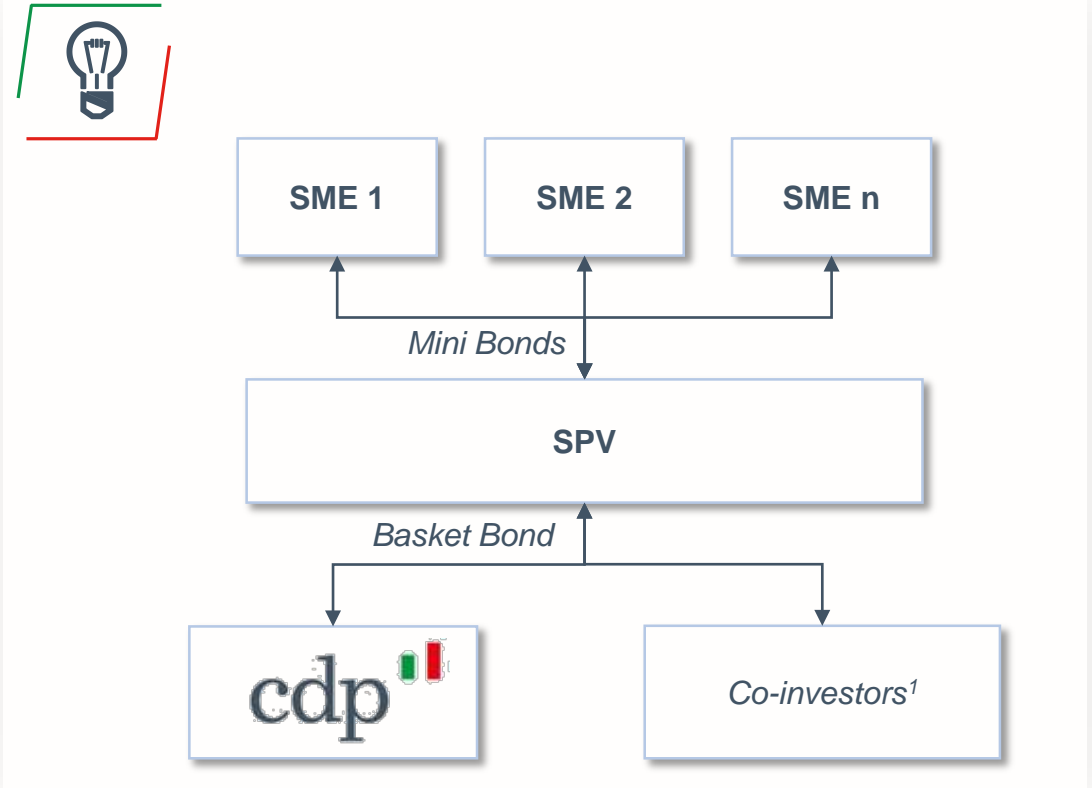 SME 1
SME 2
SME n
Mini Bonds
SPV
Basket Bond
cdp
Co-investors¹